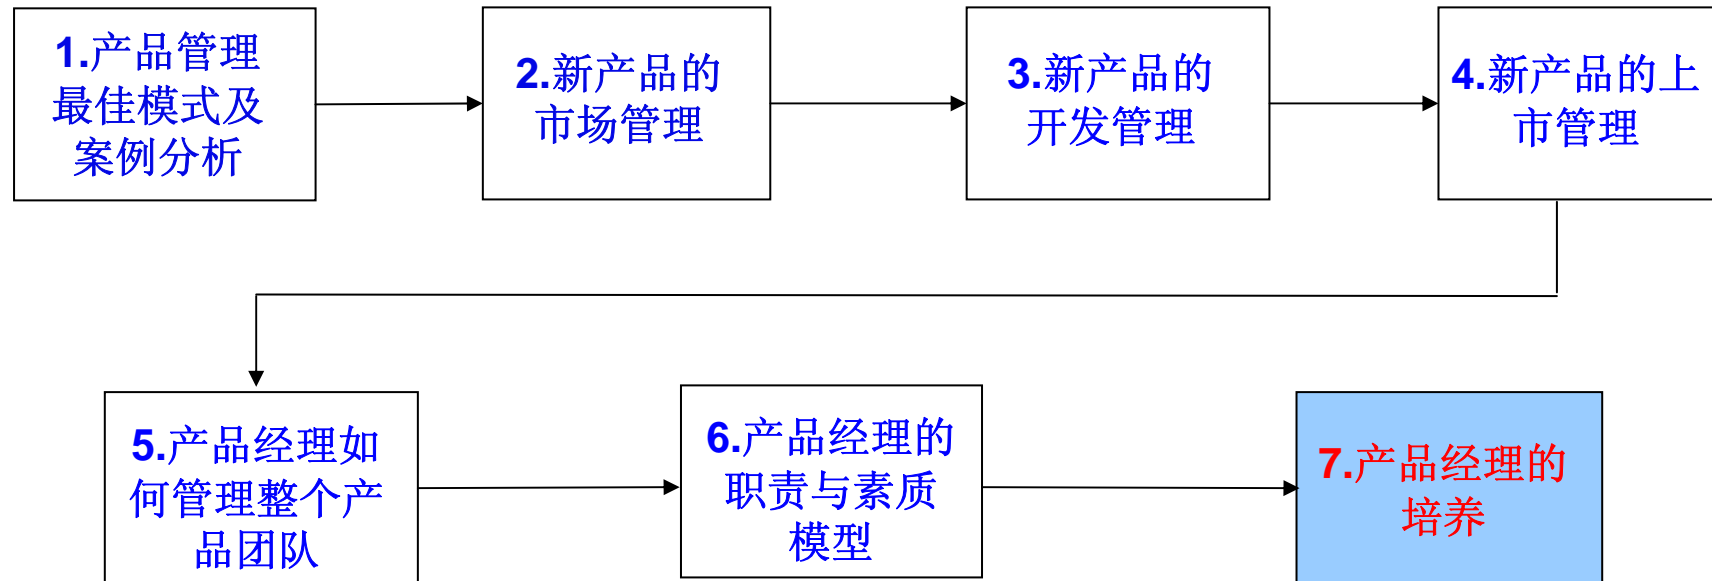 1.产品管理
最佳模式及
案例分析
2.新产品的
市场管理
3.新产品的
开发管理
4.新产品的上
市管理
5.产品经理如
何管理整个产
品团队
6.产品经理的
职责与素质
模型
7.产品经理的
培养